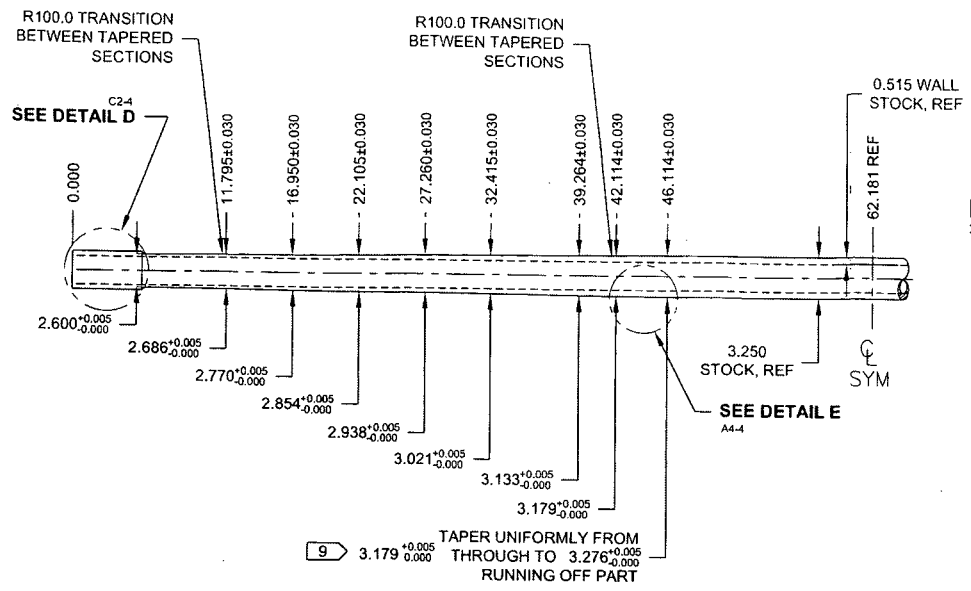 R100.0 TRANSITION
BETWEEN TAPERED
SECTIONS
R100.0 TRANSITION
BETWEEN TAPERED
SECTIONS
C2-4
SEE DETAIL D
0.515 WALL
STOCK, REF
0.000
11.795±0.030
16.950±0.030
22.105±0.030
27.260±0.030
32.415±0.030
39.264±0.030
42.114±0.030
46.114±0.030
62.181 REF
2.600 +0.005 -0.000
2.686 +0.005 -0.000
2.770 +0.005 -0.000
2.854 +0.005 -0.000
2.938 +0.005 -0.000
3.021 +0.005 -0.000
3.133 +0.005 -0.000
3.179 +0.005 -0.000
3.250
STOCK, REF
℄
SYM
SEE DETAIL E
A4-4
TAPER UNIFORMLY FROM
9 3.179 +0.005 0.000 THROUGH TO 3.276 +0.005 -0.000
RUNNING OFF PART